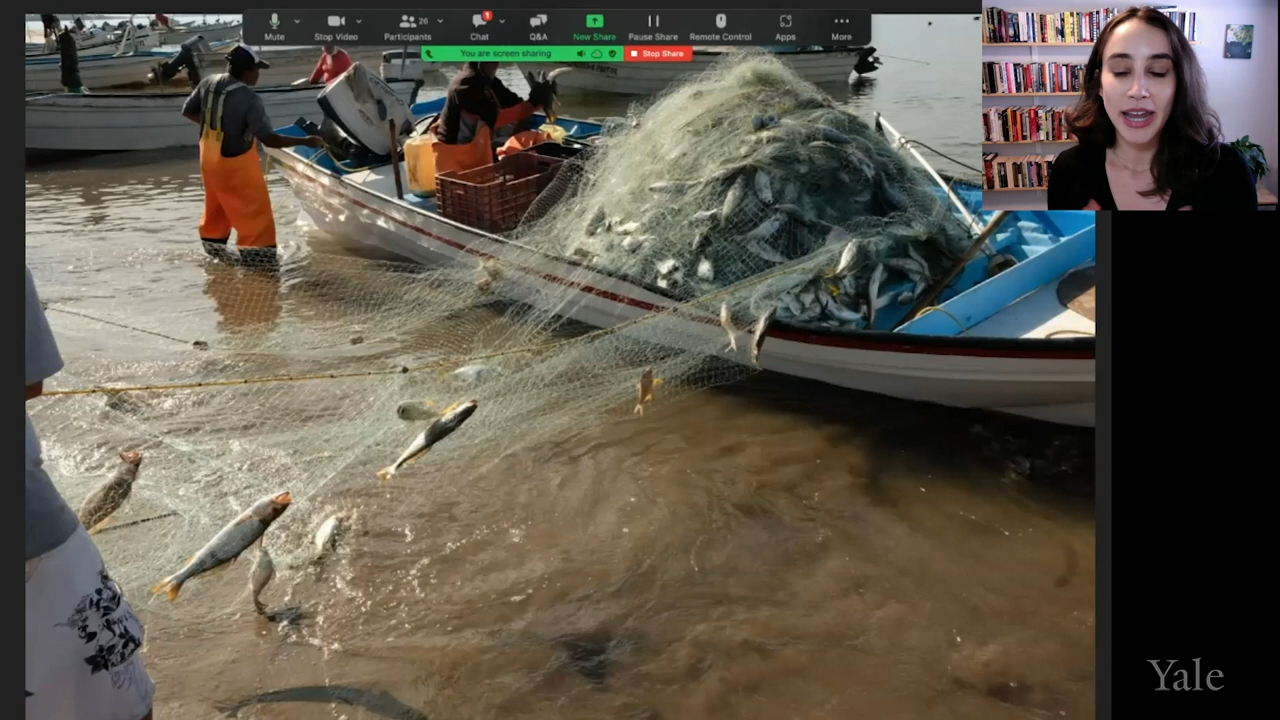 Mute
Stop Video
26
Participants
1
Chat
Q&A
New Share
Pause Share
Remote Control
Apps
More
You are screen sharing
Stop Share
Yale